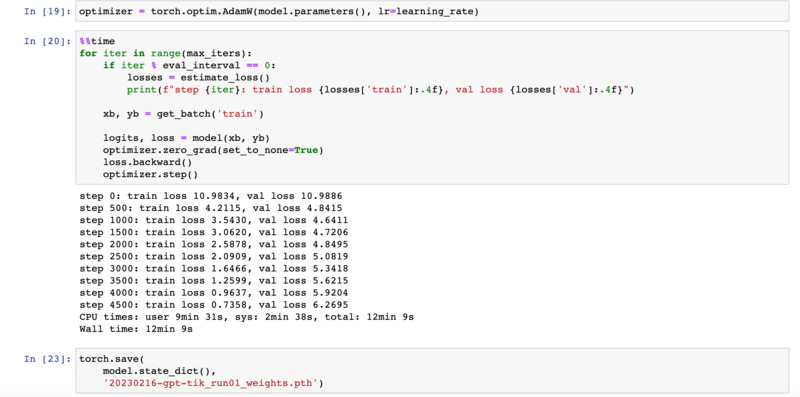 In [19]: optimizer = torch.optim.AdamW(model.parameters(), lr=learning_rate)
In [20]: %%time
for iter in range(max_iters):
    if iter % eval_interval == 0:
        losses = estimate_loss()
        print(f"step {iter}: train loss {losses['train']:.4f}, val loss {losses['val']:.4f}")
    xb, yb = get_batch('train')
    logits, loss = model(xb, yb)
    optimizer.zero_grad(set_to_none=True)
    loss.backward()
    optimizer.step()
step 0: train loss 10.9834, val loss 10.9886
step 500: train loss 4.2115, val loss 4.8415
step 1000: train loss 3.5430, val loss 4.6411
step 1500: train loss 3.0620, val loss 4.7206
step 2000: train loss 2.5878, val loss 4.8495
step 2500: train loss 2.0909, val loss 5.0819
step 3000: train loss 1.6466, val loss 5.3418
step 3500: train loss 1.2599, val loss 5.6215
step 4000: train loss 0.9637, val loss 5.9204
step 4500: train loss 0.7358, val loss 6.2695
CPU times: user 9min 31s, sys: 2min 38s, total: 12min 9s
Wall time: 12min 9s
In [23]: torch.save(
    model.state_dict(),
    '20230216-gpt-tik_run01_weights.pth')